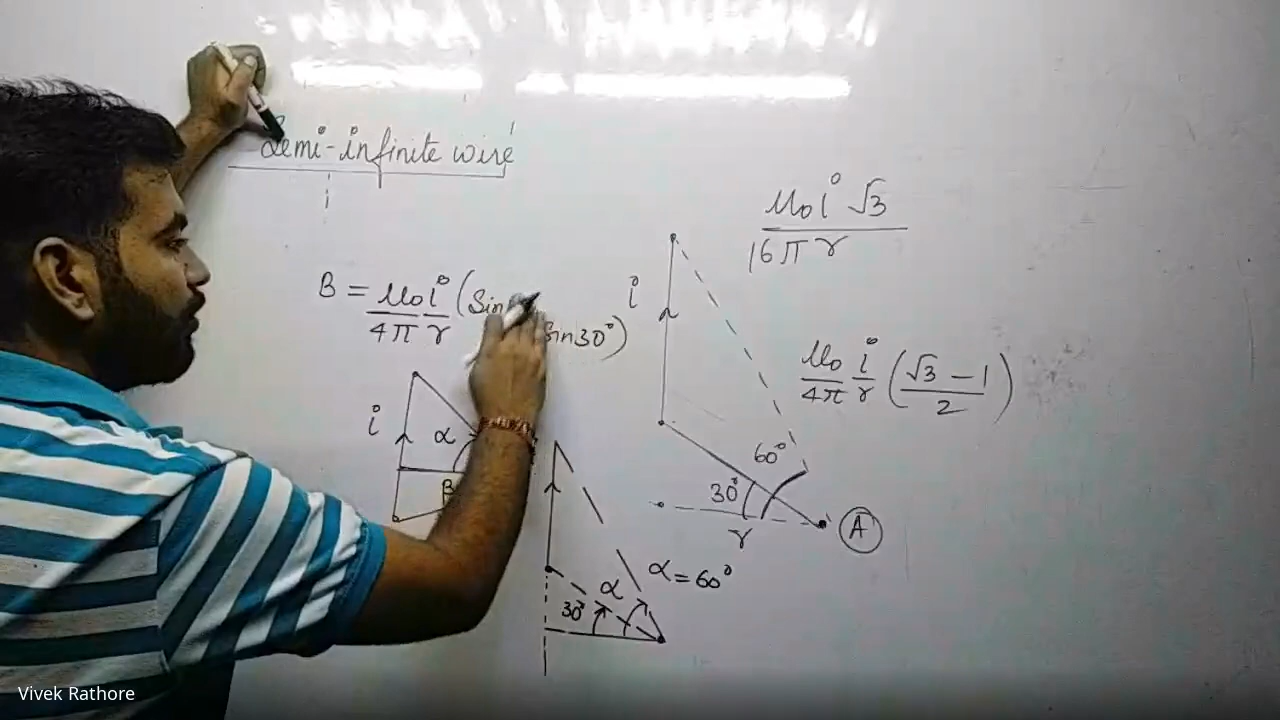 Semi-infinite wire
μ₀i√3
16πr
B = μ₀i/4πr (Sin
Sin30°)
i
i
μ₀/4π i/r (√3 - 1/2)
α
β
60°
30°
r
A
α = 60°
α
30°
Vivek Rathore